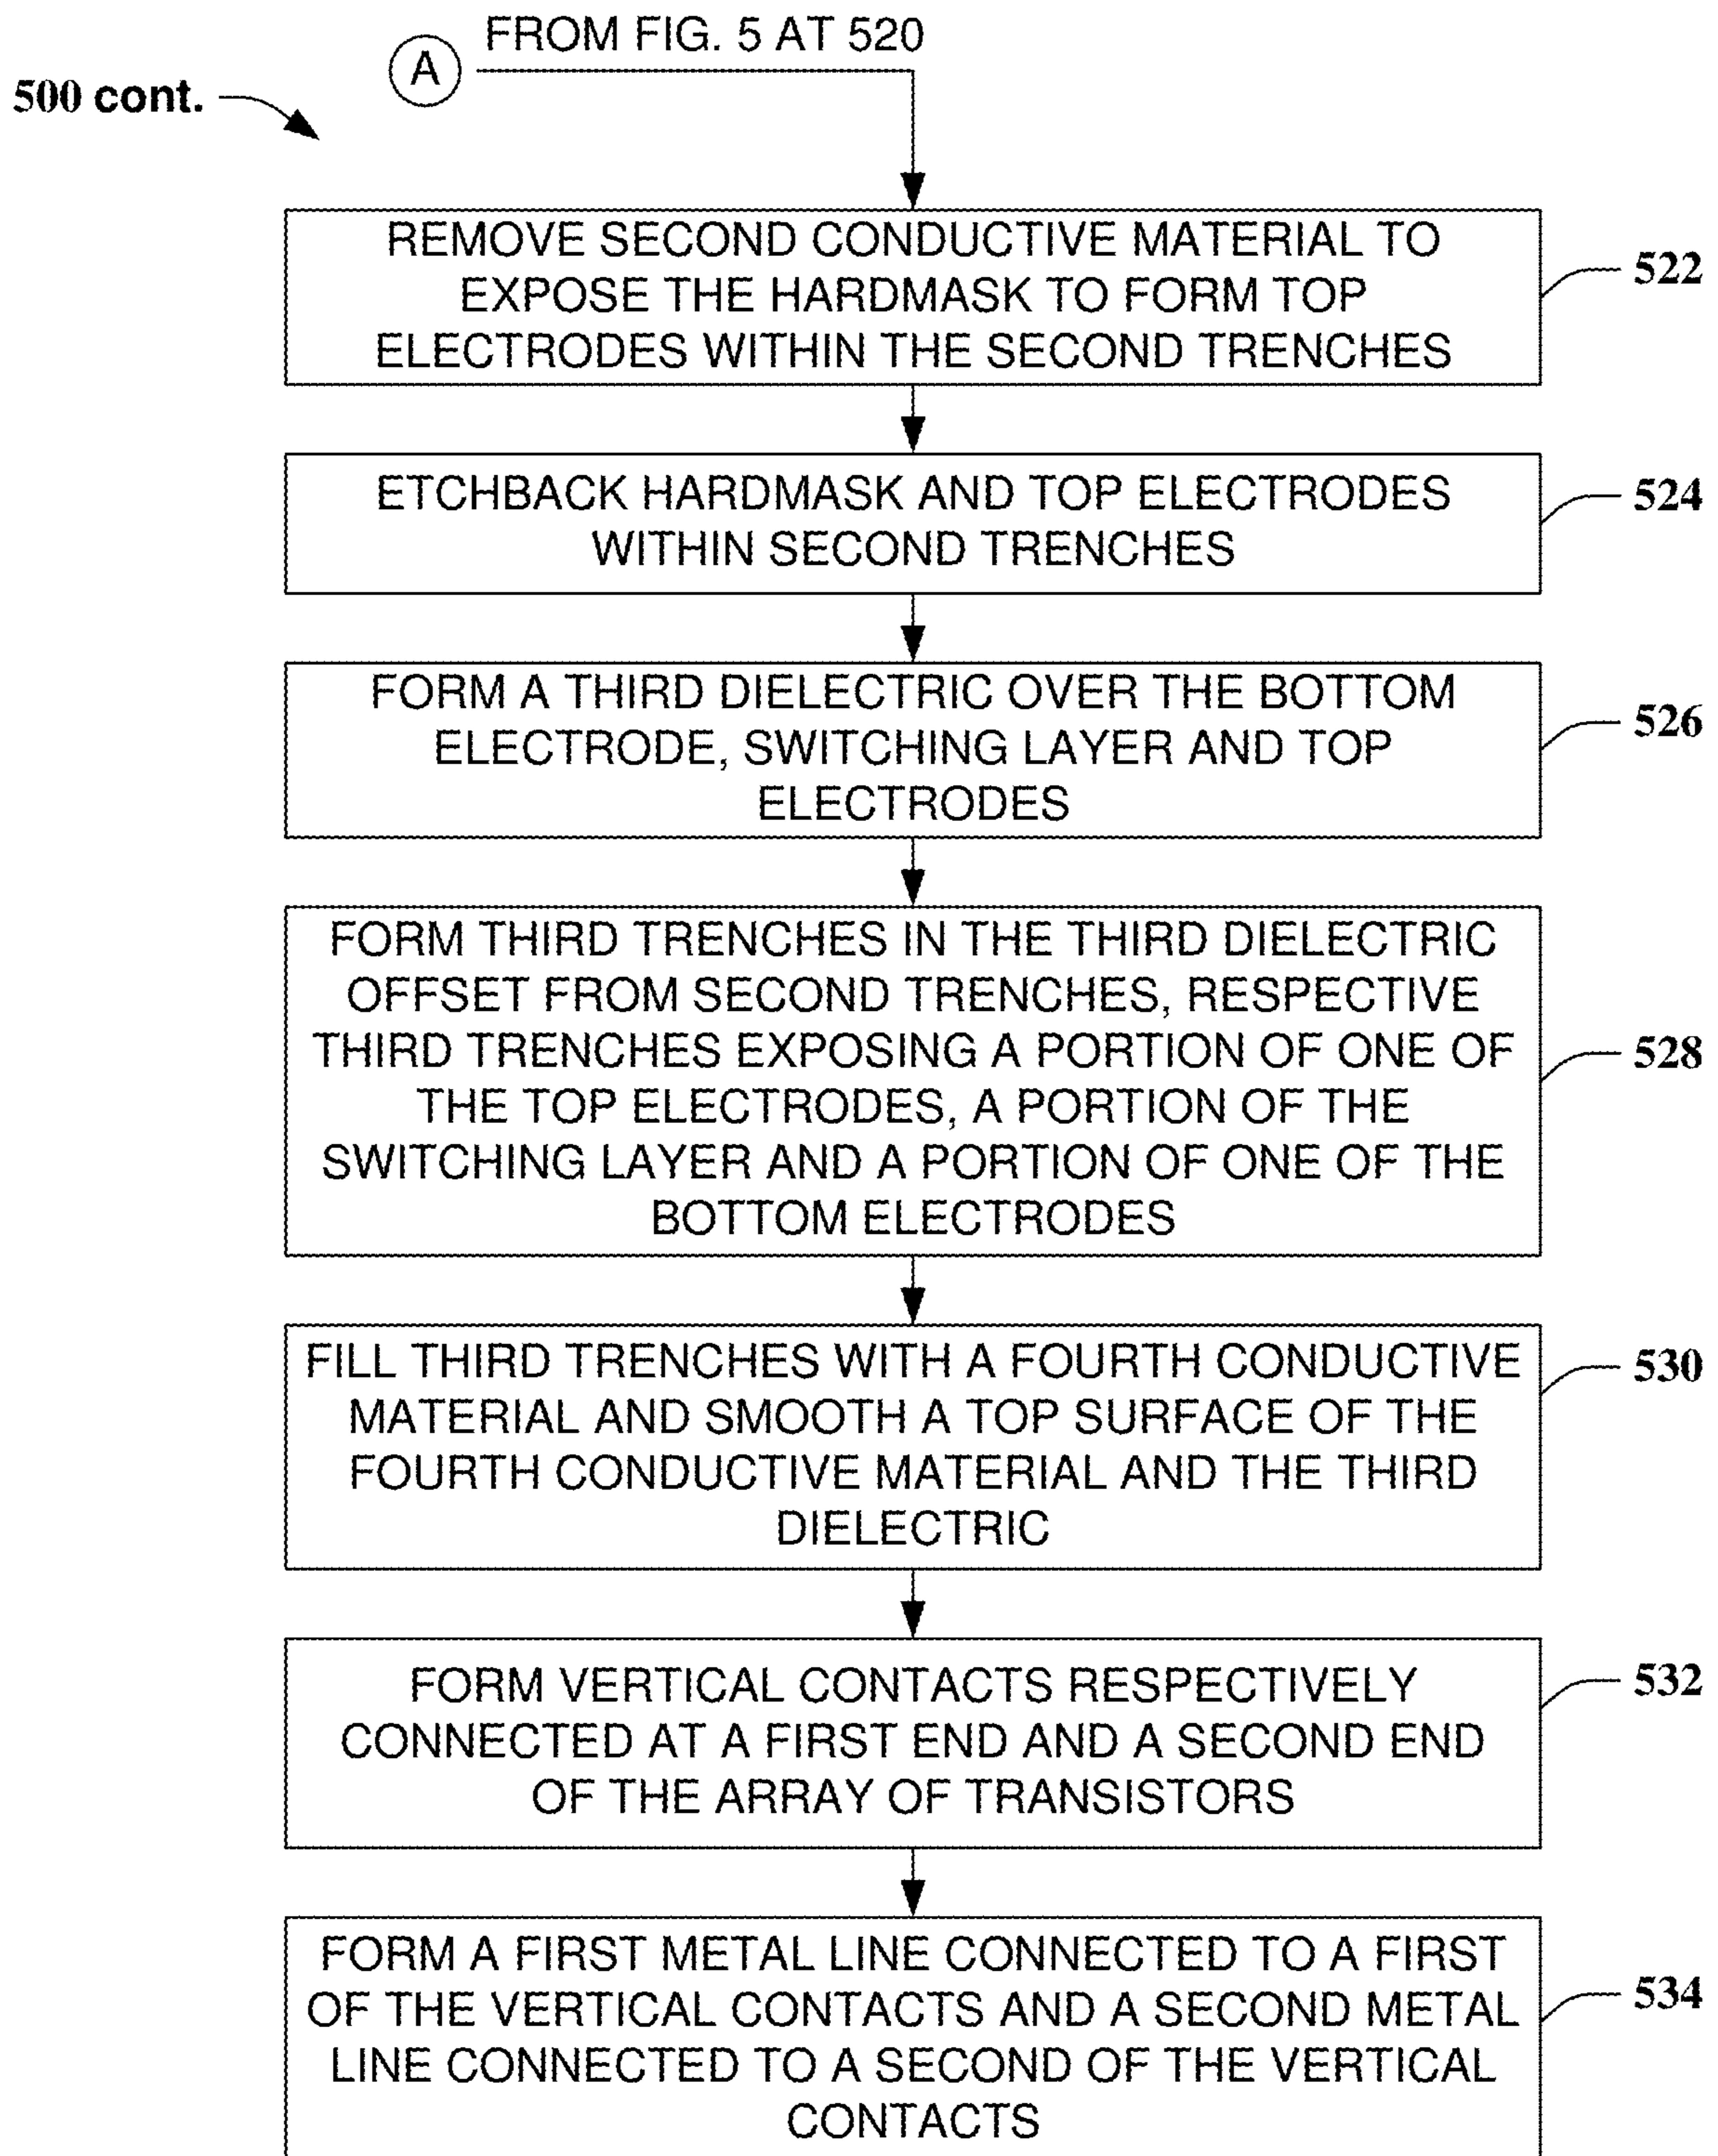 FROM FIG. 5 AT 520
A
500 cont.
REMOVE SECOND CONDUCTIVE MATERIAL TO
EXPOSE THE HARDMASK TO FORM TOP
ELECTRODES WITHIN THE SECOND TRENCHES
522
ETCHBACK HARDMASK AND TOP ELECTRODES
WITHIN SECOND TRENCHES
524
FORM A THIRD DIELECTRIC OVER THE BOTTOM
ELECTRODE, SWITCHING LAYER AND TOP
ELECTRODES
526
FORM THIRD TRENCHES IN THE THIRD DIELECTRIC
OFFSET FROM SECOND TRENCHES, RESPECTIVE
THIRD TRENCHES EXPOSING A PORTION OF ONE OF
THE TOP ELECTRODES, A PORTION OF THE
SWITCHING LAYER AND A PORTION OF ONE OF THE
BOTTOM ELECTRODES
528
FILL THIRD TRENCHES WITH A FOURTH CONDUCTIVE
MATERIAL AND SMOOTH A TOP SURFACE OF THE
FOURTH CONDUCTIVE MATERIAL AND THE THIRD
DIELECTRIC
530
FORM VERTICAL CONTACTS RESPECTIVELY
CONNECTED AT A FIRST END AND A SECOND END
OF THE ARRAY OF TRANSISTORS
532
FORM A FIRST METAL LINE CONNECTED TO A FIRST
OF THE VERTICAL CONTACTS AND A SECOND METAL
LINE CONNECTED TO A SECOND OF THE VERTICAL
CONTACTS
534